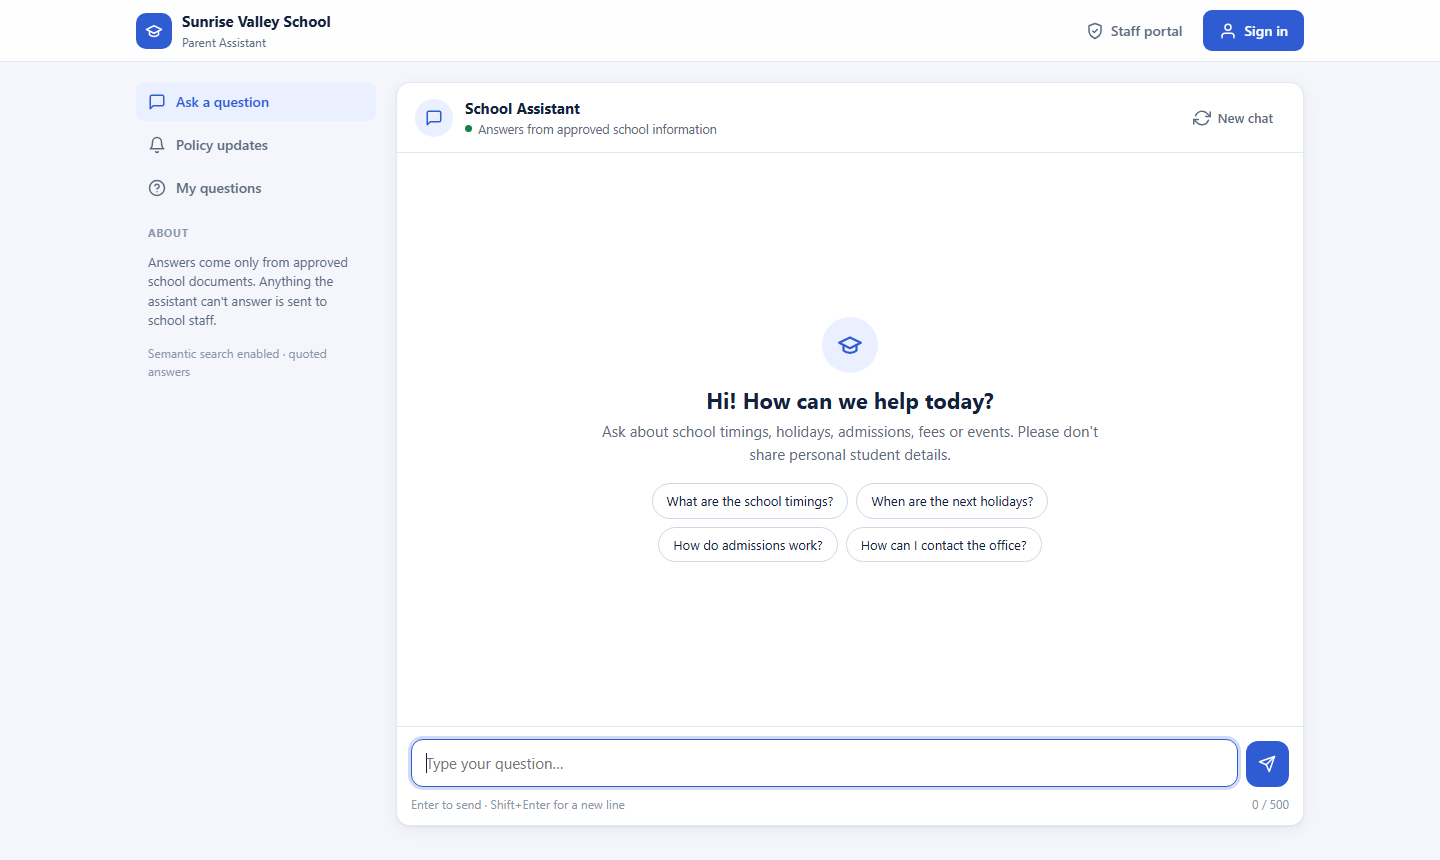 Sunrise Valley School
Parent Assistant
Staff portal
Sign in
Ask a question
Policy updates
My questions
ABOUT
Answers come only from approved
school documents. Anything the
assistant can't answer is sent to
school staff.
Semantic search enabled · quoted
answers
School Assistant
Answers from approved school information
New chat
Hi! How can we help today?
Ask about school timings, holidays, admissions, fees or events. Please don't
share personal student details.
What are the school timings?
When are the next holidays?
How do admissions work?
How can I contact the office?
Type your question...
Enter to send · Shift+Enter for a new line
0 / 500